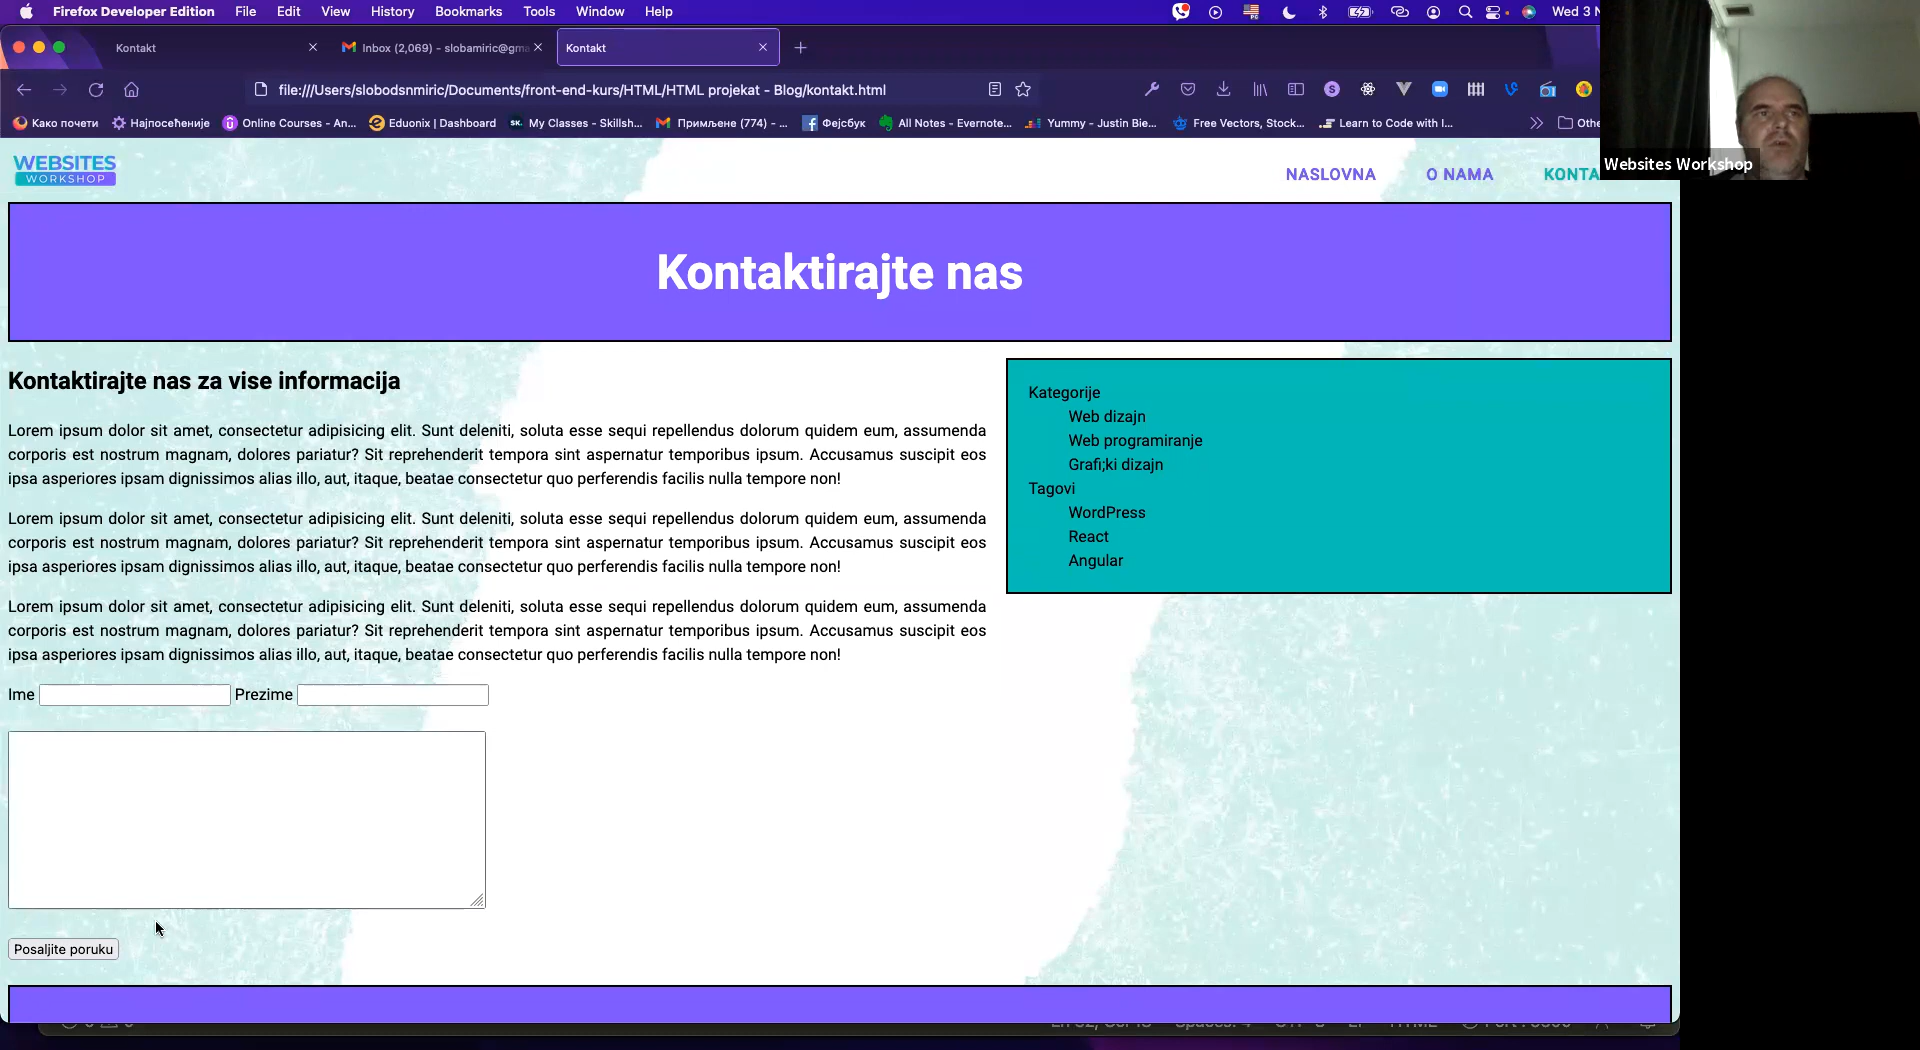 Firefox Developer Edition File Edit View History Bookmarks Tools Window Help Wed 3 N
Kontakt Inbox (2,069) - slobamiric@gma Kontakt
file:///Users/slobodsnmiric/Documents/front-end-kurs/HTML/HTML projekat - Blog/kontakt.html
Како почети Најпосећеније Online Courses - An... Eduonix | Dashboard My Classes - Skillsh... Примљене (774) - ... Фејсбук All Notes - Evernote... Yummy - Justin Bie... Free Vectors, Stock... Learn to Code with I... Othe
WEBSITES
WORKSHOP
NASLOVNA O NAMA KONTA
Websites Workshop
Kontaktirajte nas
Kontaktirajte nas za vise informacija
Lorem ipsum dolor sit amet, consectetur adipisicing elit. Sunt deleniti, soluta esse sequi repellendus dolorum quidem eum, assumenda
corporis est nostrum magnam, dolores pariatur? Sit reprehenderit tempora sint aspernatur temporibus ipsum. Accusamus suscipit eos
ipsa asperiores ipsam dignissimos alias illo, aut, itaque, beatae consectetur quo perferendis facilis nulla tempore non!
Lorem ipsum dolor sit amet, consectetur adipisicing elit. Sunt deleniti, soluta esse sequi repellendus dolorum quidem eum, assumenda
corporis est nostrum magnam, dolores pariatur? Sit reprehenderit tempora sint aspernatur temporibus ipsum. Accusamus suscipit eos
ipsa asperiores ipsam dignissimos alias illo, aut, itaque, beatae consectetur quo perferendis facilis nulla tempore non!
Lorem ipsum dolor sit amet, consectetur adipisicing elit. Sunt deleniti, soluta esse sequi repellendus dolorum quidem eum, assumenda
corporis est nostrum magnam, dolores pariatur? Sit reprehenderit tempora sint aspernatur temporibus ipsum. Accusamus suscipit eos
ipsa asperiores ipsam dignissimos alias illo, aut, itaque, beatae consectetur quo perferendis facilis nulla tempore non!
Ime Prezime
Posaljite poruku
Kategorije
Web dizajn
Web programiranje
Grafi;ki dizajn
Tagovi
WordPress
React
Angular